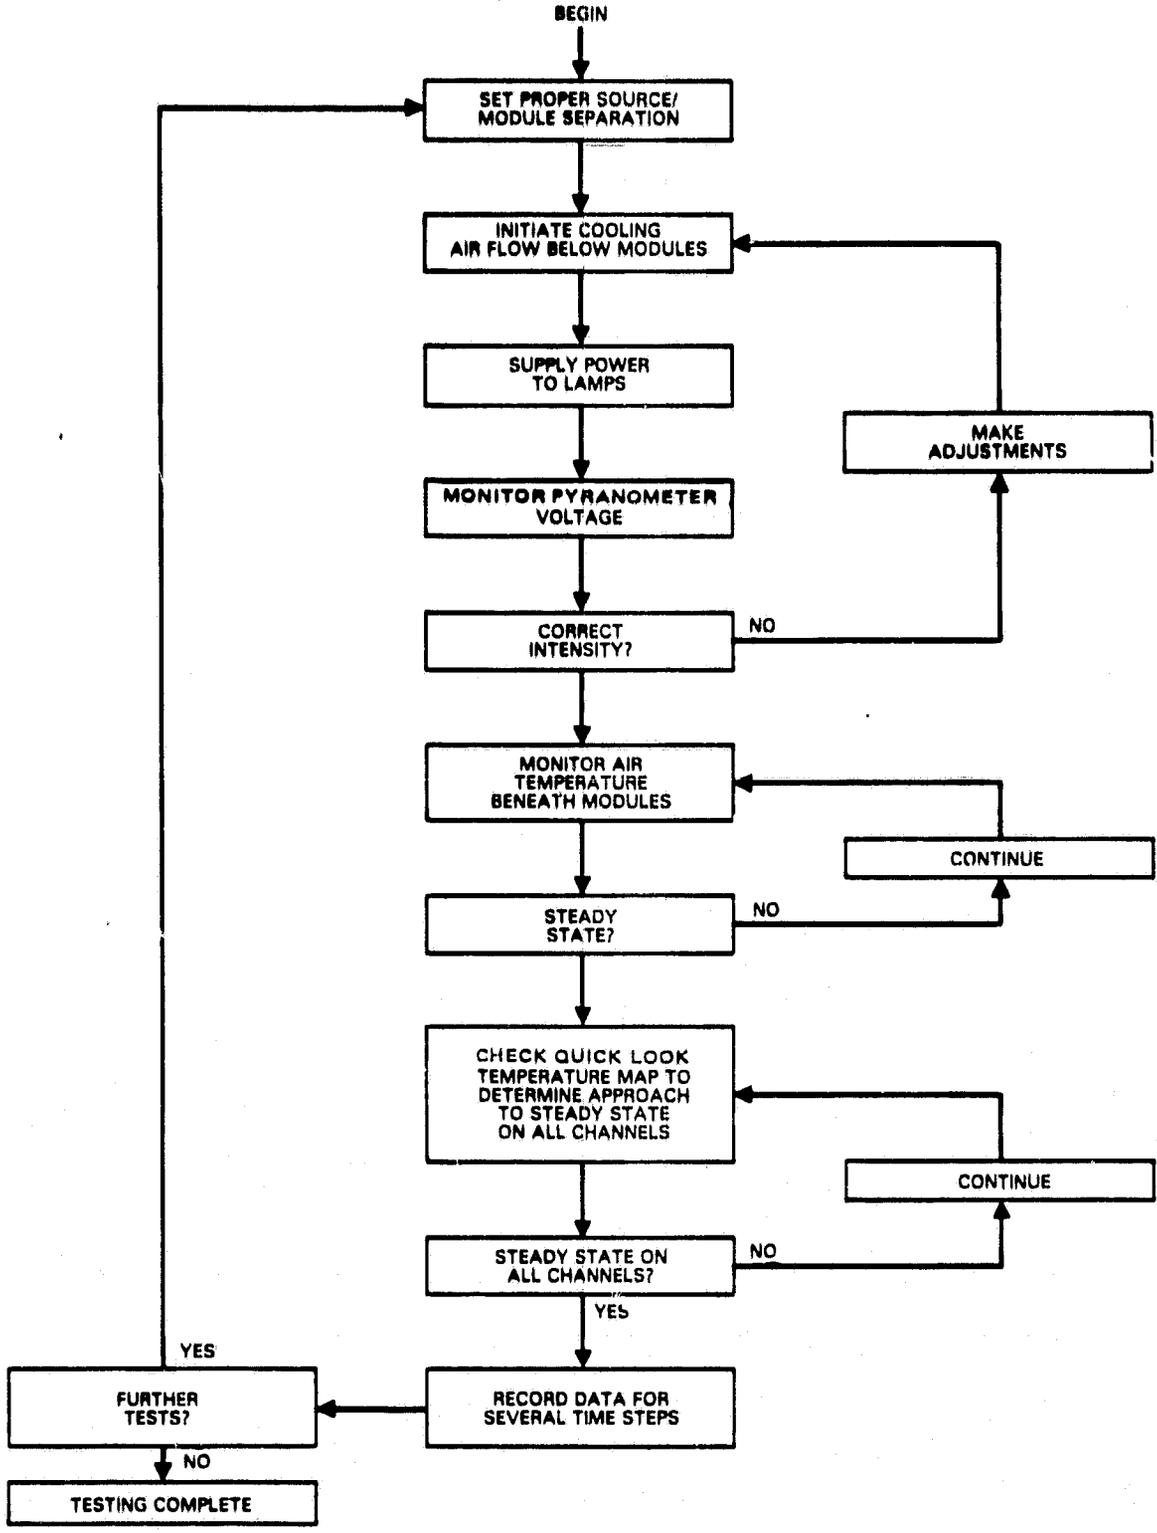 BEGIN
SET PROPER SOURCE/
MODULE SEPARATION
INITIATE COOLING
AIR FLOW BELOW MODULES
SUPPLY POWER
TO LAMPS
MAKE
ADJUSTMENTS
MONITOR PYRANOMETER
VOLTAGE
CORRECT
INTENSITY?
NO
MONITOR AIR
TEMPERATURE
BENEATH MODULES
CONTINUE
STEADY
STATE?
NO
CHECK QUICK LOOK
TEMPERATURE MAP TO
DETERMINE APPROACH
TO STEADY STATE
ON ALL CHANNELS
CONTINUE
STEADY STATE ON
ALL CHANNELS?
NO
YES
YES
FURTHER
TESTS?
RECORD DATA FOR
SEVERAL TIME STEPS
NO
TESTING COMPLETE